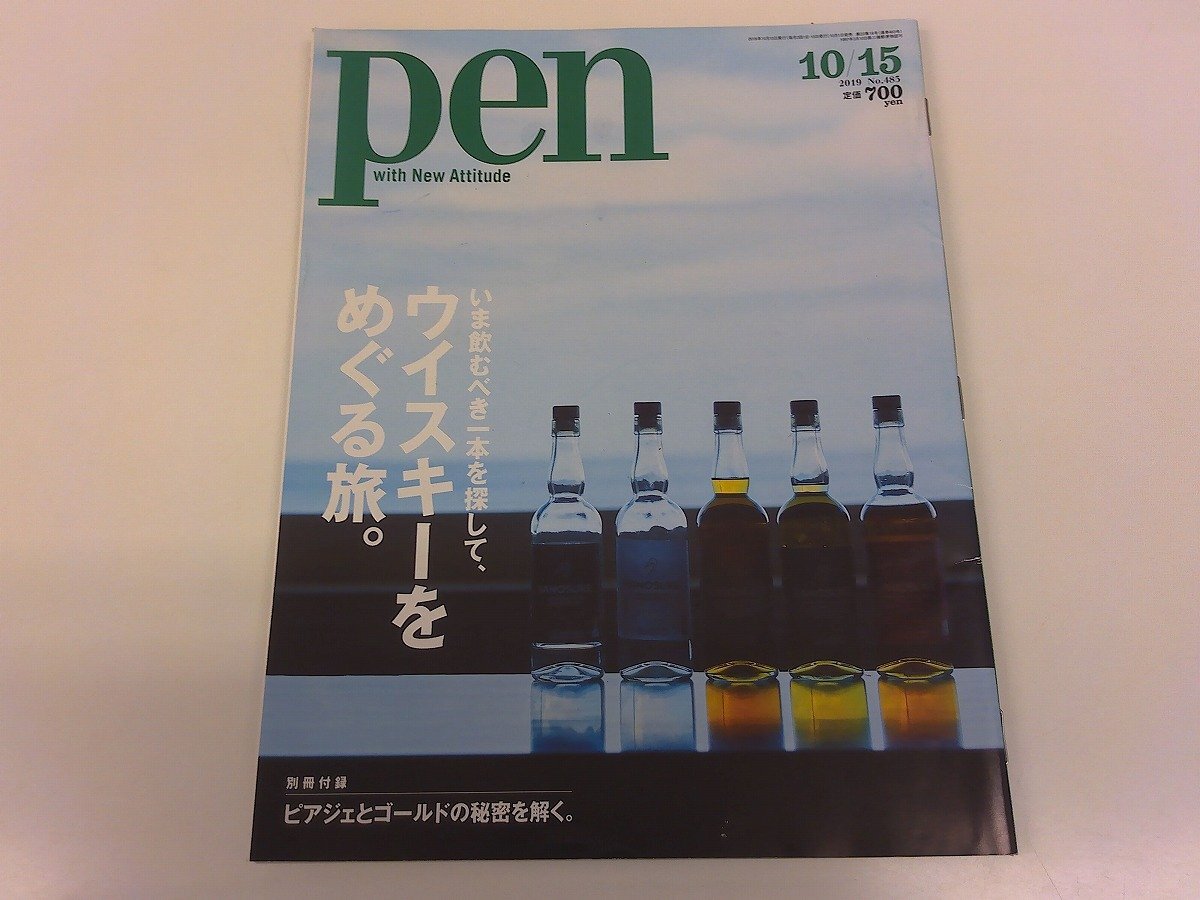 pen
with New Attitude
10/15
2019 No.485
定価 700
yen
いま飲むべき一本を探して、
ウイスキーを
めぐる旅。
別冊付録
ピアジェとゴールドの秘密を解く。